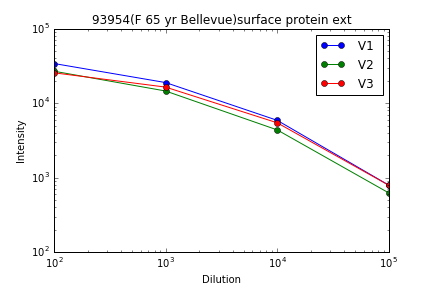 93954(F 65 yr Bellevue)surface protein ext
10^5
10^4
10^3
10^2
Intensity
V1
V2
V3
10^2 10^3 10^4 10^5
Dilution